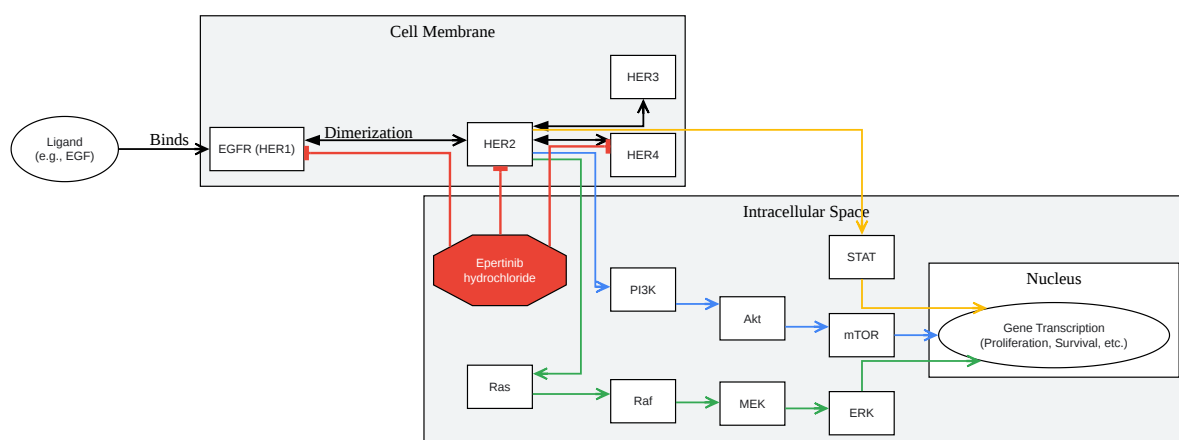 Cell Membrane
HER3
Ligand
(e.g., EGF)
Binds
EGFR (HER1)
Dimerization
HER2
HER4
Intracellular Space
STAT
Epertinib
hydrochloride
Nucleus
PI3K
Akt
mTOR
Gene Transcription
(Proliferation, Survival, etc.)
Ras
Raf
MEK
ERK